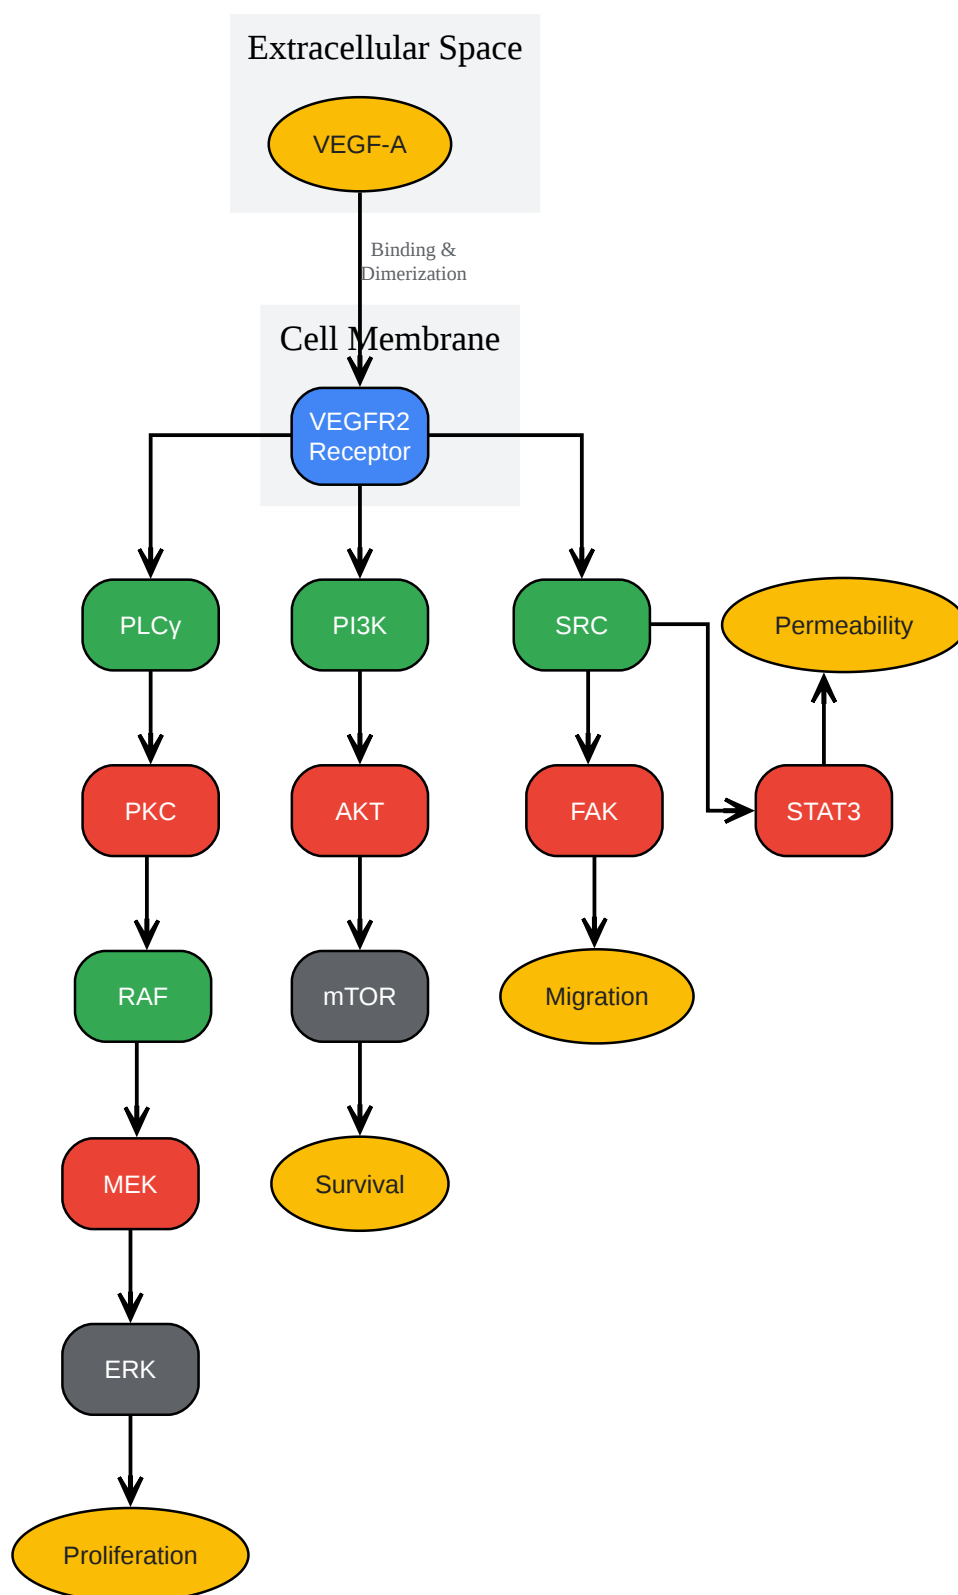 Extracellular Space
VEGF-A
Binding &
Dimerization
Cell Membrane
VEGFR2
Receptor
PLCγ
PI3K
SRC
Permeability
PKC
AKT
FAK
STAT3
RAF
mTOR
Migration
MEK
Survival
ERK
Proliferation